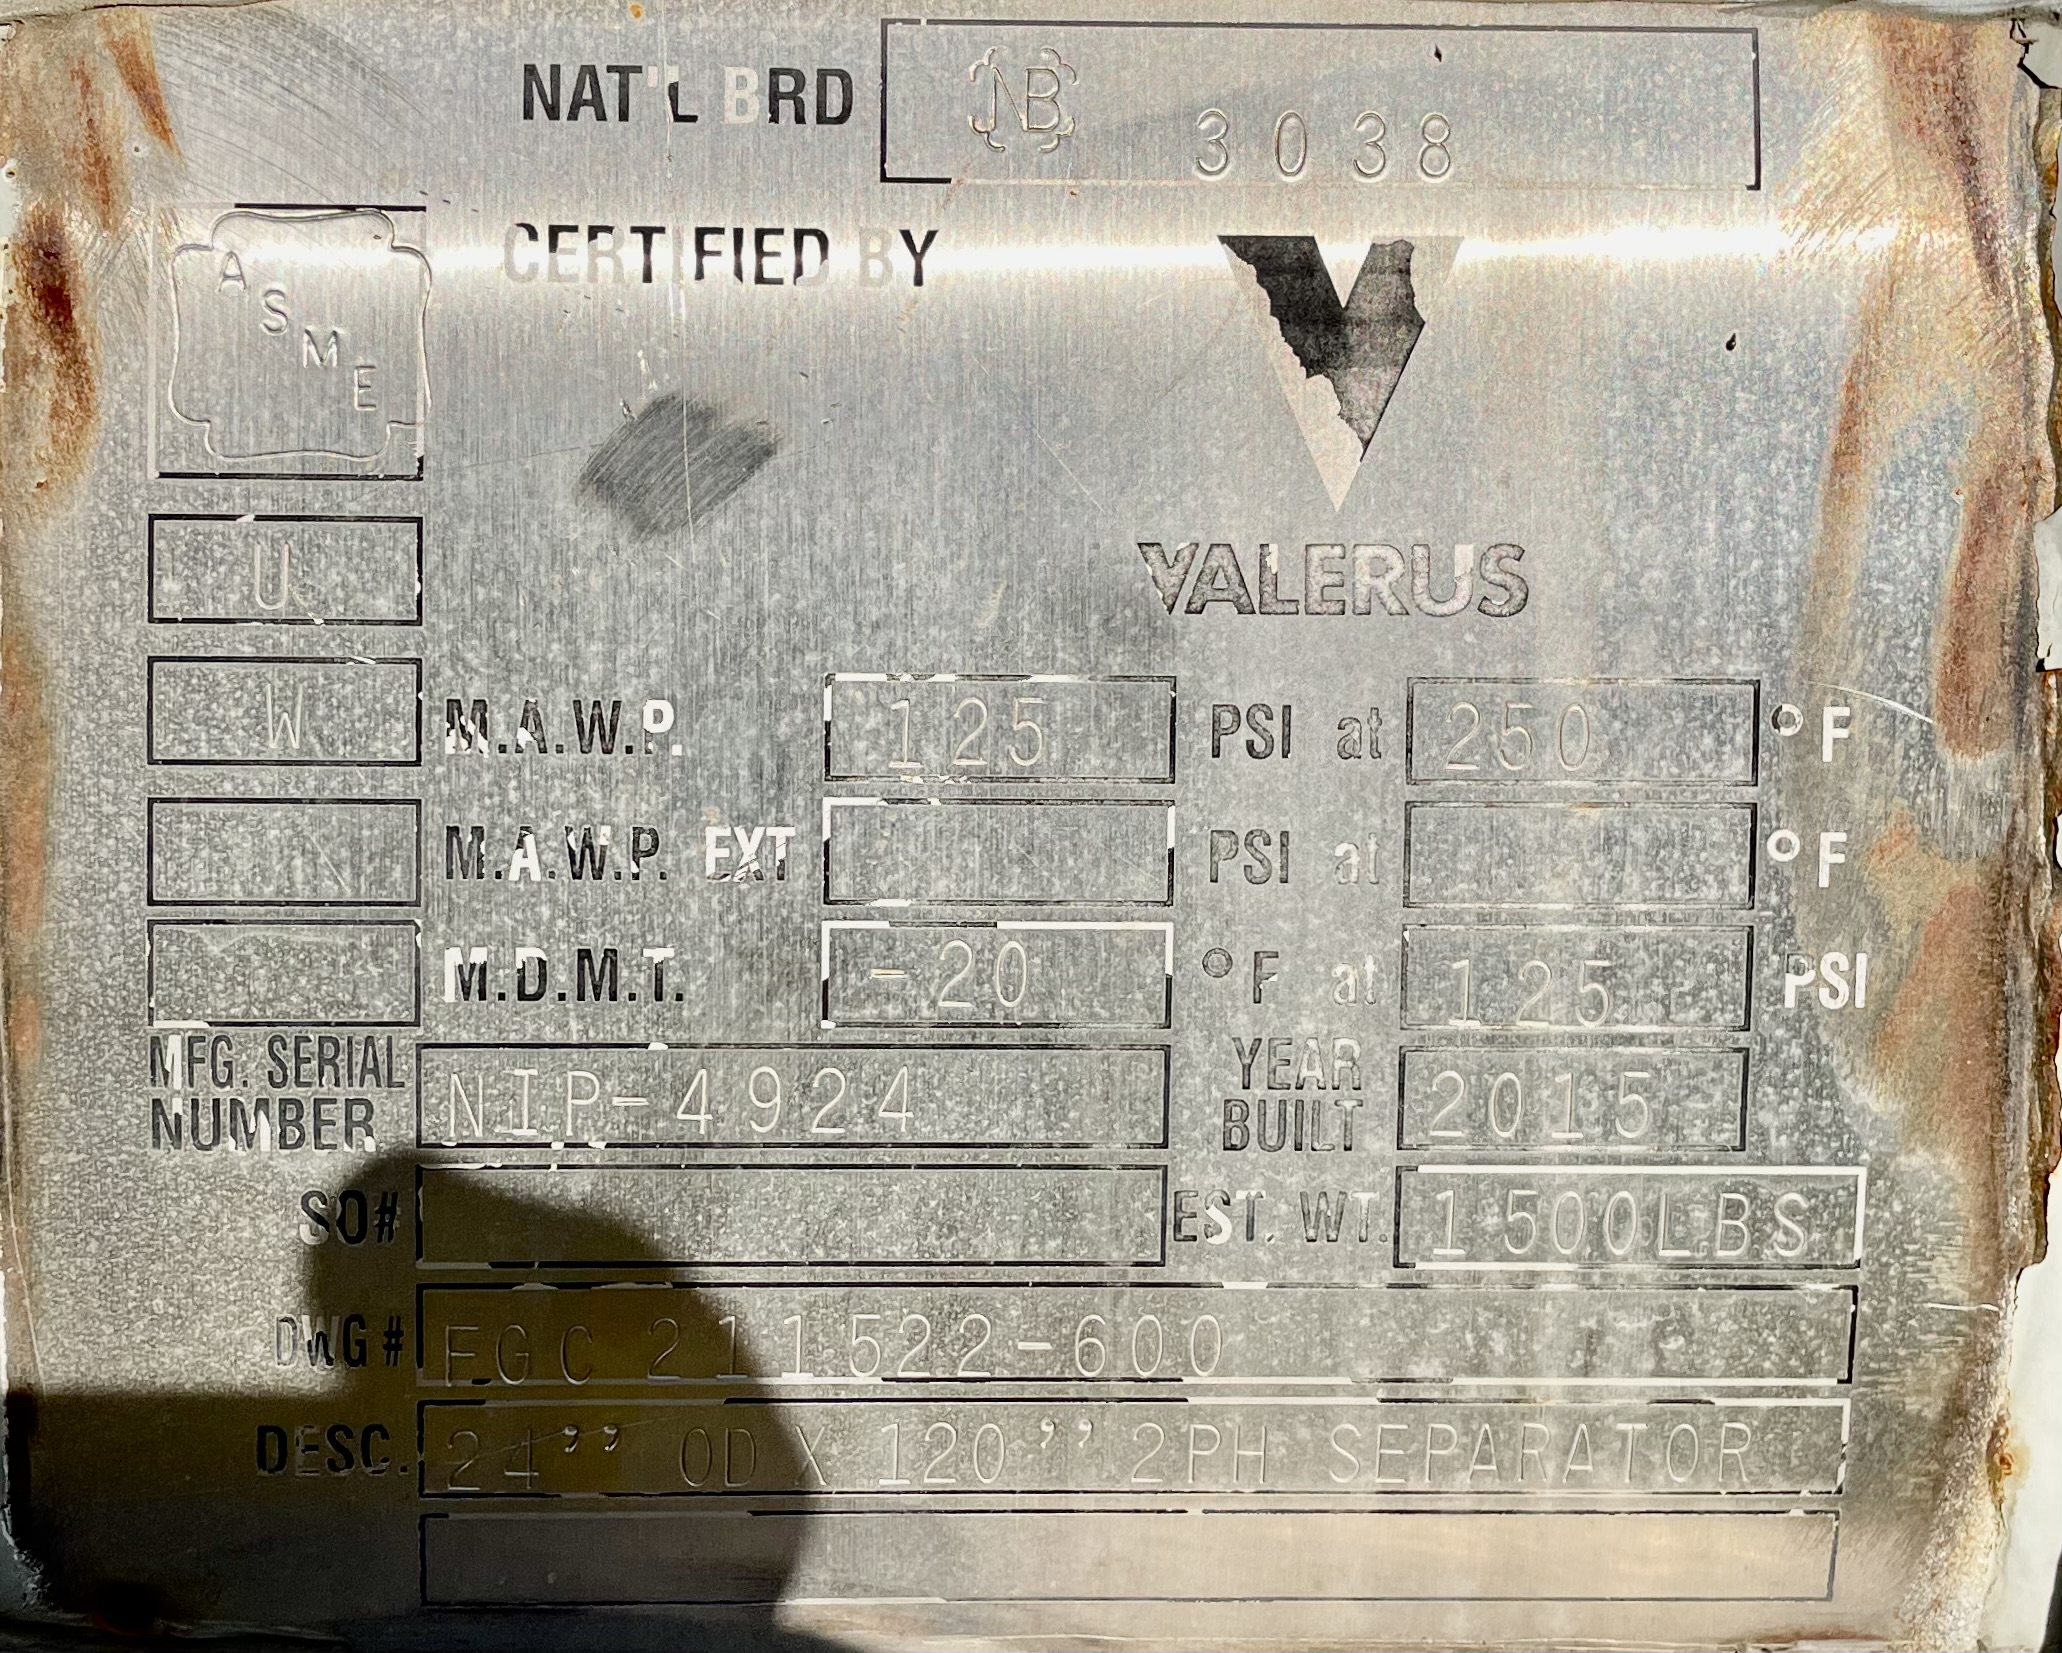 NAT'L BRD NB 3038
CERTIFIED BY
A
S
M
E
V
VALERUS
U
W
M.A.W.P. 125 PSI at 250 °F
M.A.W.P. EXT PSI at °F
M.D.M.T. -20 °F at 125 PSI
MFG. SERIAL NUMBER NIP-4924 YEAR BUILT 2015
SO# EST. WT. 1500LBS
DWG # FGC 211522-600
DESC. 24’’ OD X 120’’ 2PH SEPARATOR